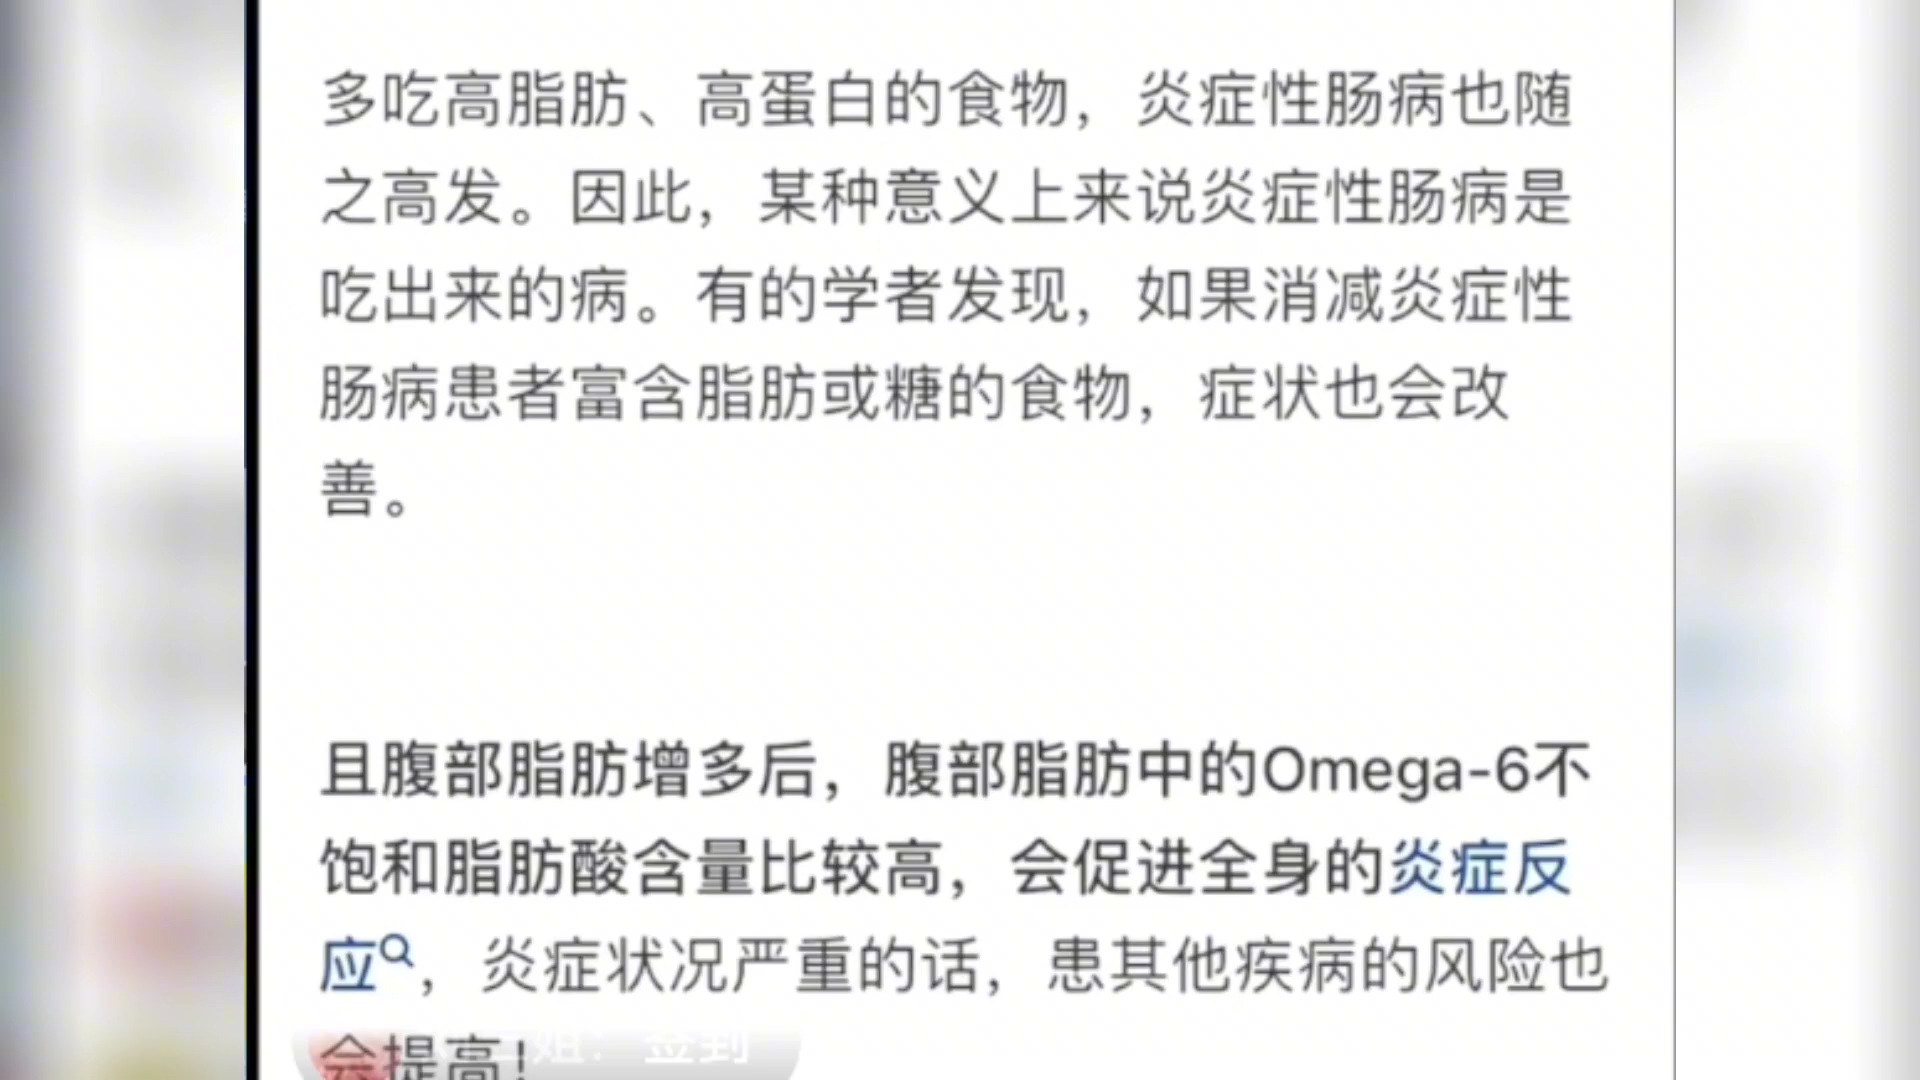 多吃高脂肪、高蛋白的食物，炎症性肠病也随
之高发。因此，某种意义上来说炎症性肠病是
吃出来的病。有的学者发现，如果消减炎症性
肠病患者富含脂肪或糖的食物，症状也会改
善。
且腹部脂肪增多后，腹部脂肪中的Omega-6不
饱和脂肪酸含量比较高，会促进全身的炎症反
应，炎症状况严重的话，患其他疾病的风险也
会提高！
姐：签到